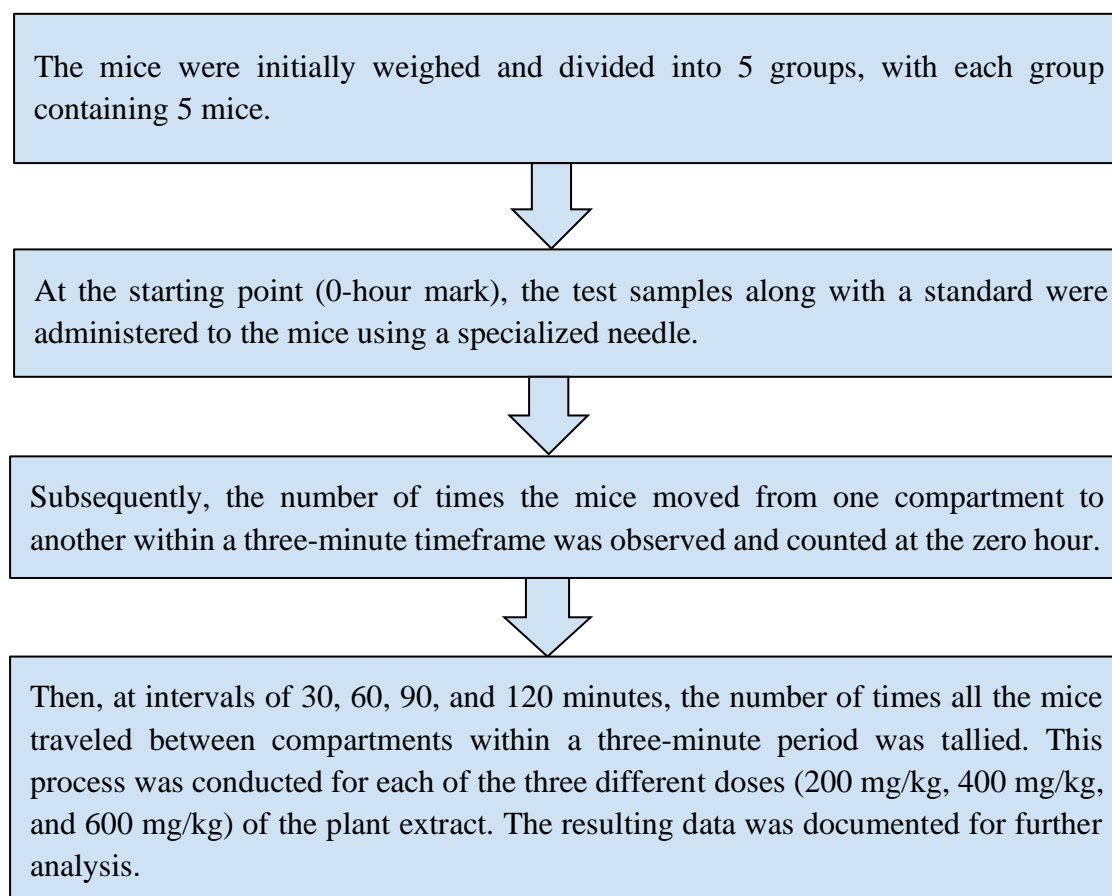 The mice were initially weighed and divided into 5 groups, with each group
containing 5 mice.
At the starting point (0-hour mark), the test samples along with a standard were
administered to the mice using a specialized needle.
Subsequently, the number of times the mice moved from one compartment to
another within a three-minute timeframe was observed and counted at the zero hour.
Then, at intervals of 30, 60, 90, and 120 minutes, the number of times all the mice
traveled between compartments within a three-minute period was tallied. This
process was conducted for each of the three different doses (200 mg/kg, 400 mg/kg,
and 600 mg/kg) of the plant extract. The resulting data was documented for further
analysis.